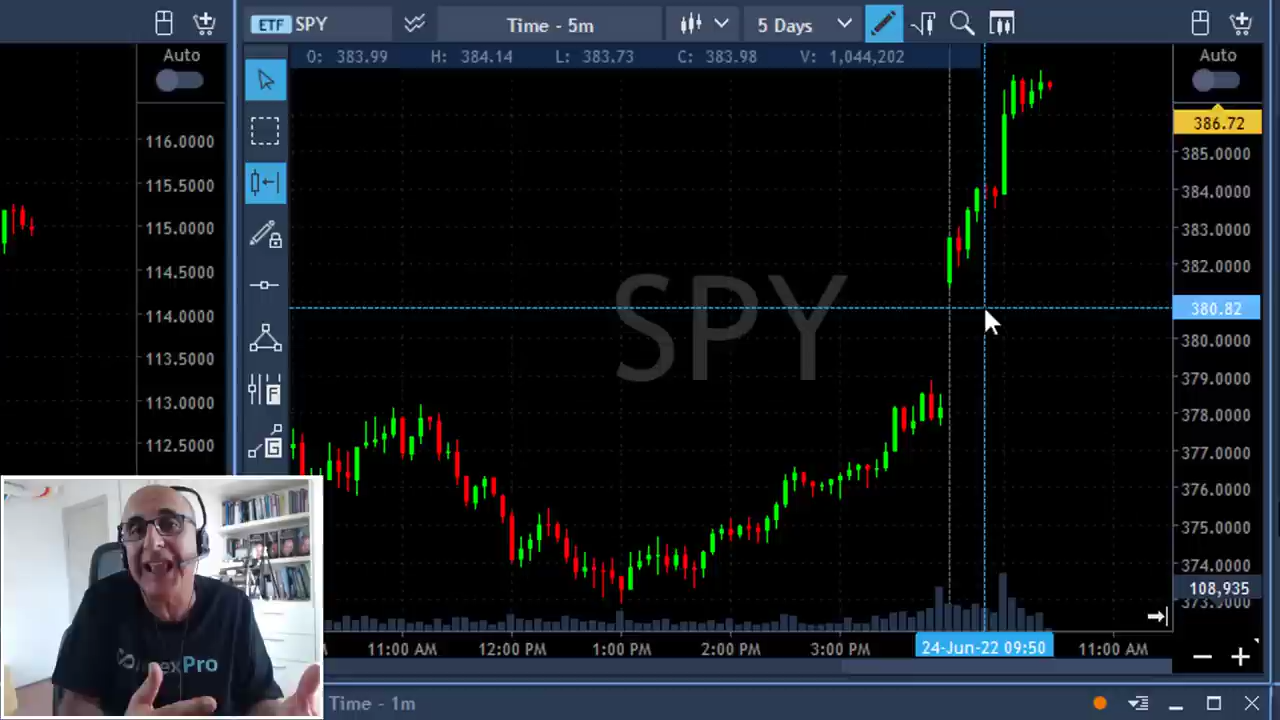 ETF SPY Time - 5m 5 Days
Auto
O: 383.99 H: 384.14 L: 383.73 C: 383.98 V: 1,044,202
Auto
116.0000
115.5000
115.0000
114.5000
114.0000
113.5000
113.0000
112.5000
SPY
F
G
386.72
385.0000
384.0000
383.0000
382.0000
380.82
380.0000
379.0000
378.0000
377.0000
376.0000
375.0000
374.0000
108,935
373.0000
11:00 AM 12:00 PM 1:00 PM 2:00 PM 3:00 PM 24-Jun-22 09:50 11:00 AM
Pro
Time - 1m